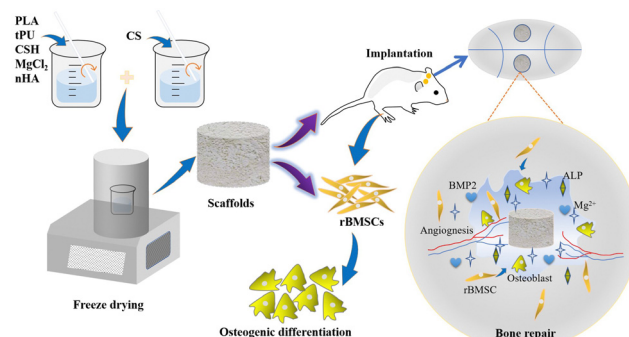 PLA
tPU
CSH
MgCl2
nHA
CS
Implantation
Scaffolds
rBMSCs
Freeze drying
Osteogenic differentiation
BMP2
ALP
Mg2+
Angiognesis
Osteoblast
rBMSC
Bone repair